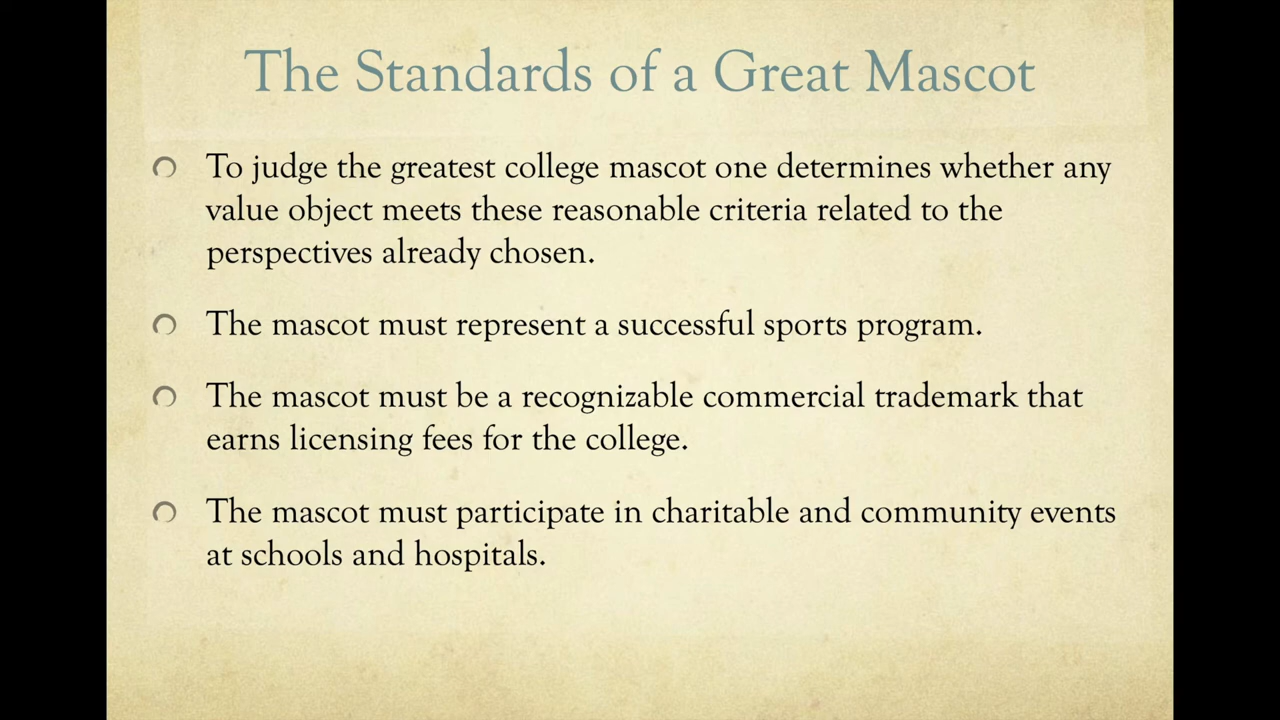 The Standards of a Great Mascot
To judge the greatest college mascot one determines whether any
value object meets these reasonable criteria related to the
perspectives already chosen.
The mascot must represent a successful sports program.
The mascot must be a recognizable commercial trademark that
earns licensing fees for the college.
The mascot must participate in charitable and community events
at schools and hospitals.